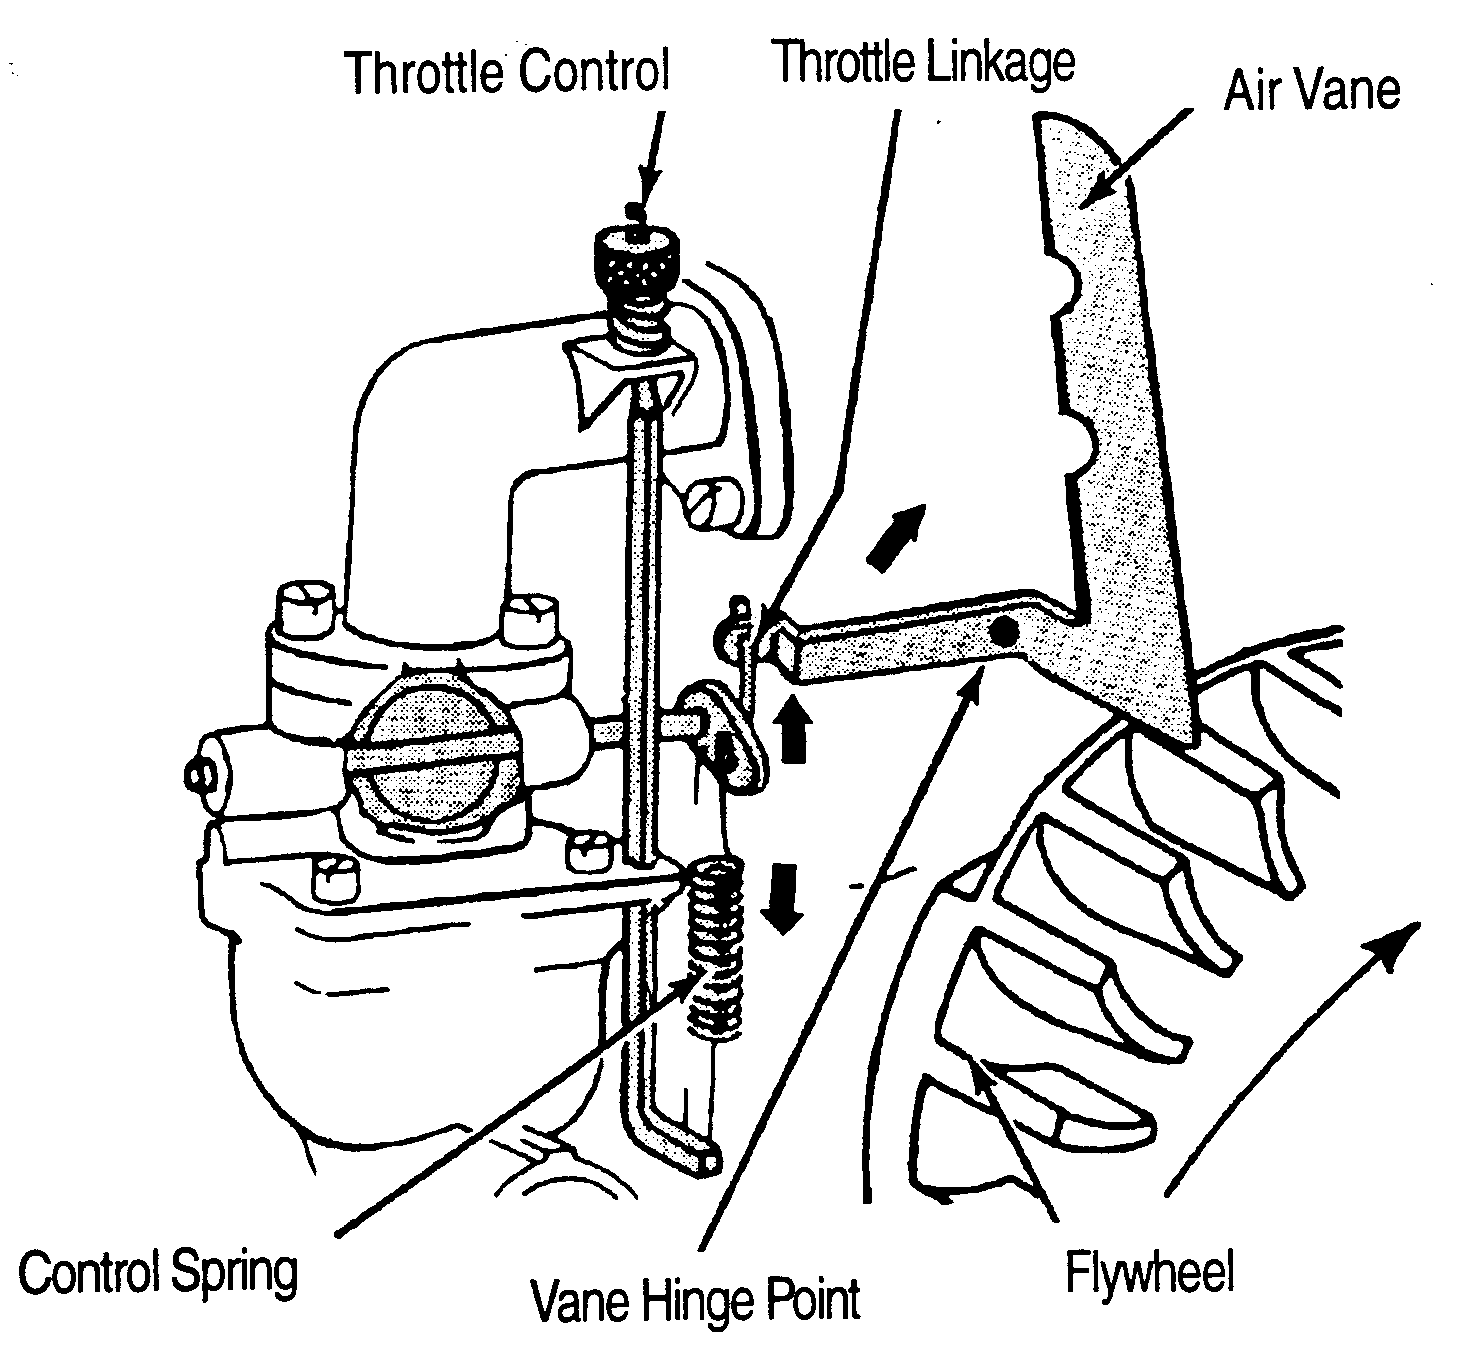 Throttle Control
Throttle Linkage
Air Vane
Control Spring
Vane Hinge Point
Flywheel